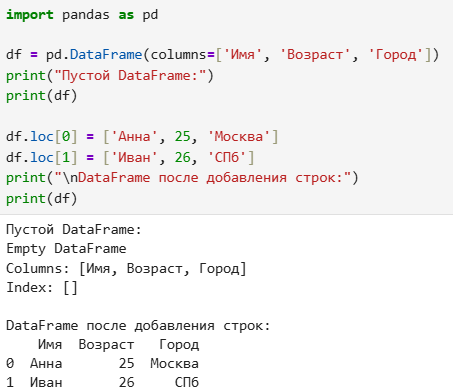 import pandas as pd
df = pd.DataFrame(columns=['Имя', 'Возраст', 'Город'])
print("Пустой DataFrame:")
print(df)
df.loc[0] = ['Анна', 25, 'Москва']
df.loc[1] = ['Иван', 26, 'СПб']
print("\nDataFrame после добавления строк:")
print(df)
Пустой DataFrame:
Empty DataFrame
Columns: [Имя, Возраст, Город]
Index: []
DataFrame после добавления строк:
    Имя  Возраст   Город
0  Анна       25  Москва
1  Иван       26     СПб